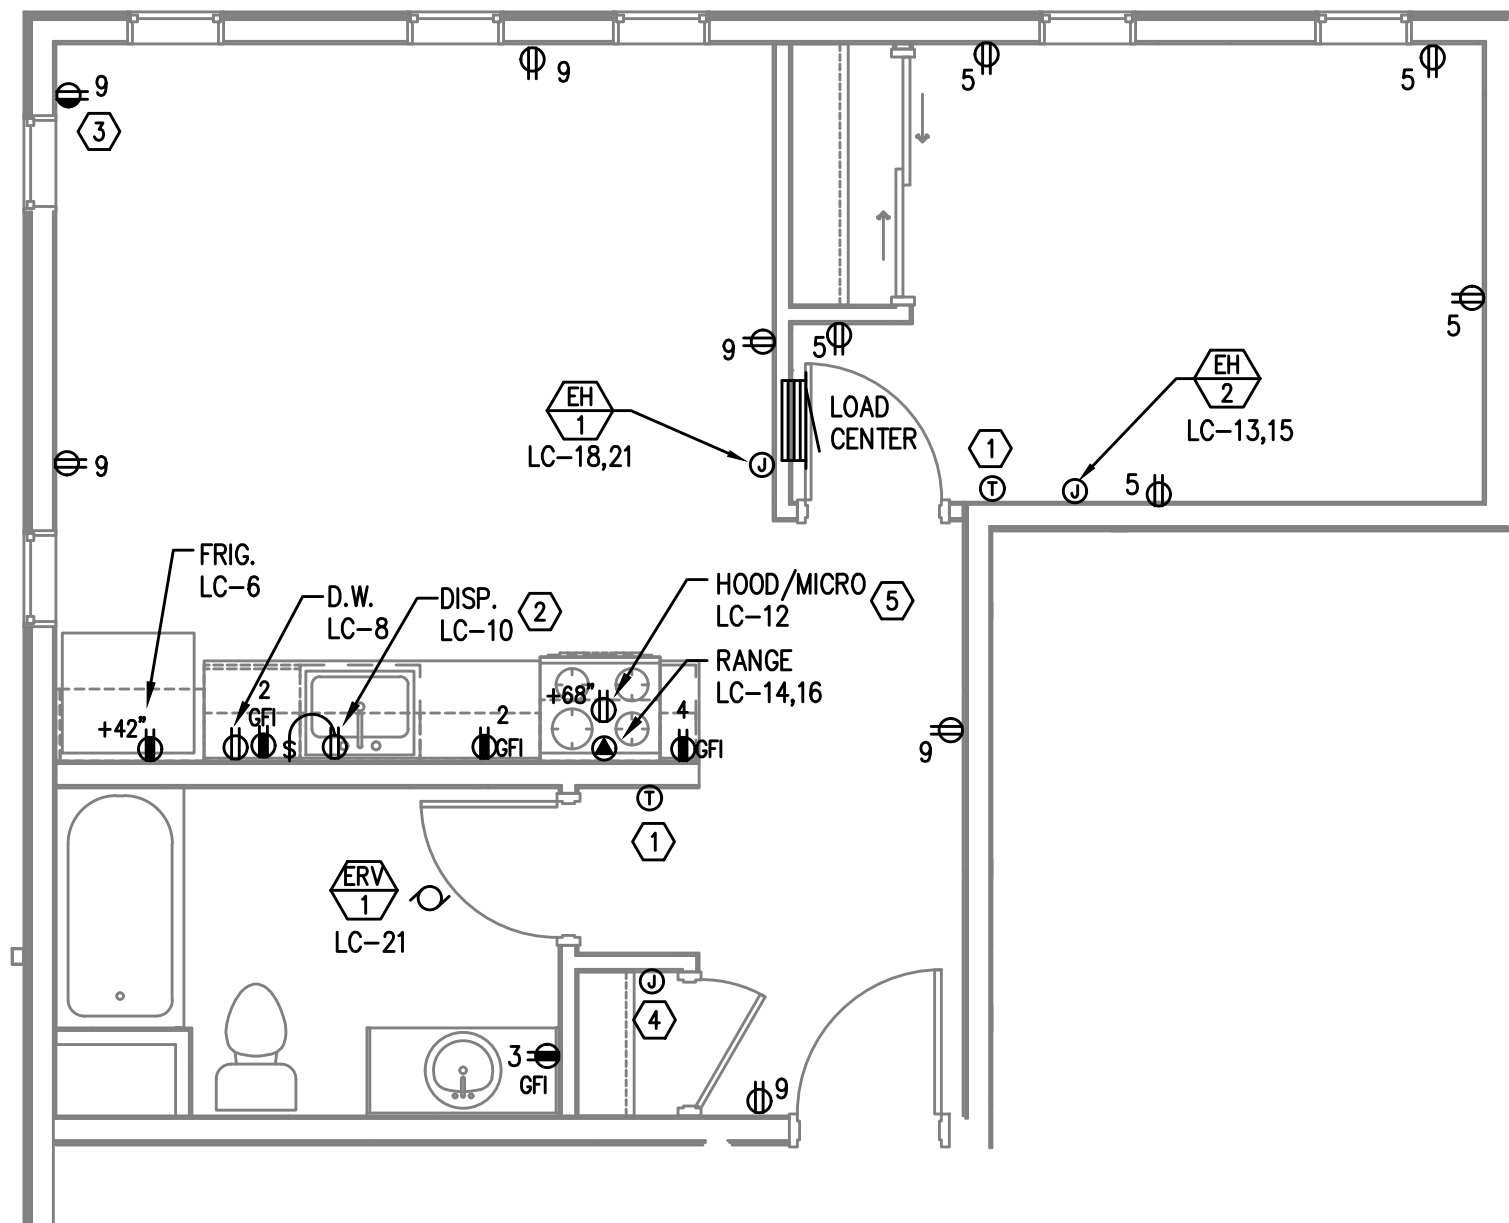 9
3
9
5
5
5
9
5
EH
1
LC-18,21
LOAD
CENTER
EH
2
LC-13,15
1
T
J
5
J
9
FRIG.
LC-6
D.W.
LC-8
DISP.
LC-10
2
HOOD/MICRO
LC-12
5
RANGE
LC-14,16
+42"
2
GFI
$
2
GFI
+68"
4
GFI
9
T
1
ERV
1
LC-21
J
4
3
GFI
9